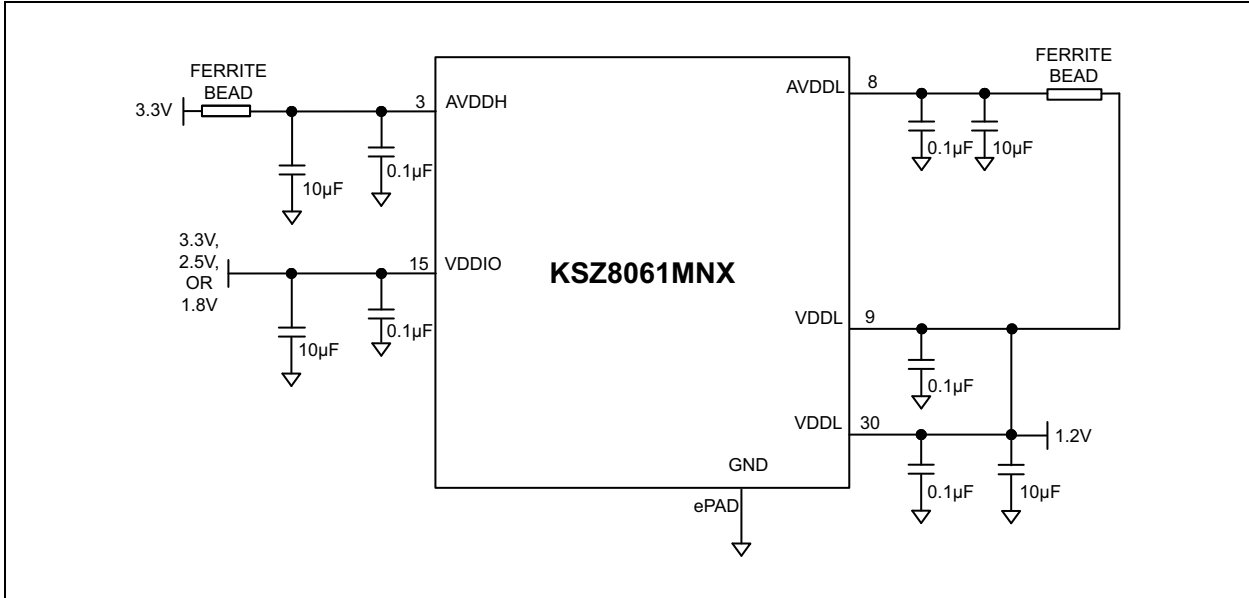 FERRITE
BEAD
3.3V
3
AVDDH
10µF
0.1µF
3.3V,
2.5V,
OR
1.8V
15
VDDIO
10µF
0.1µF
KSZ8061MNX
GND
ePAD
AVDDL
8
FERRITE
BEAD
0.1µF
10µF
VDDL
9
0.1µF
VDDL
30
1.2V
0.1µF
10µF